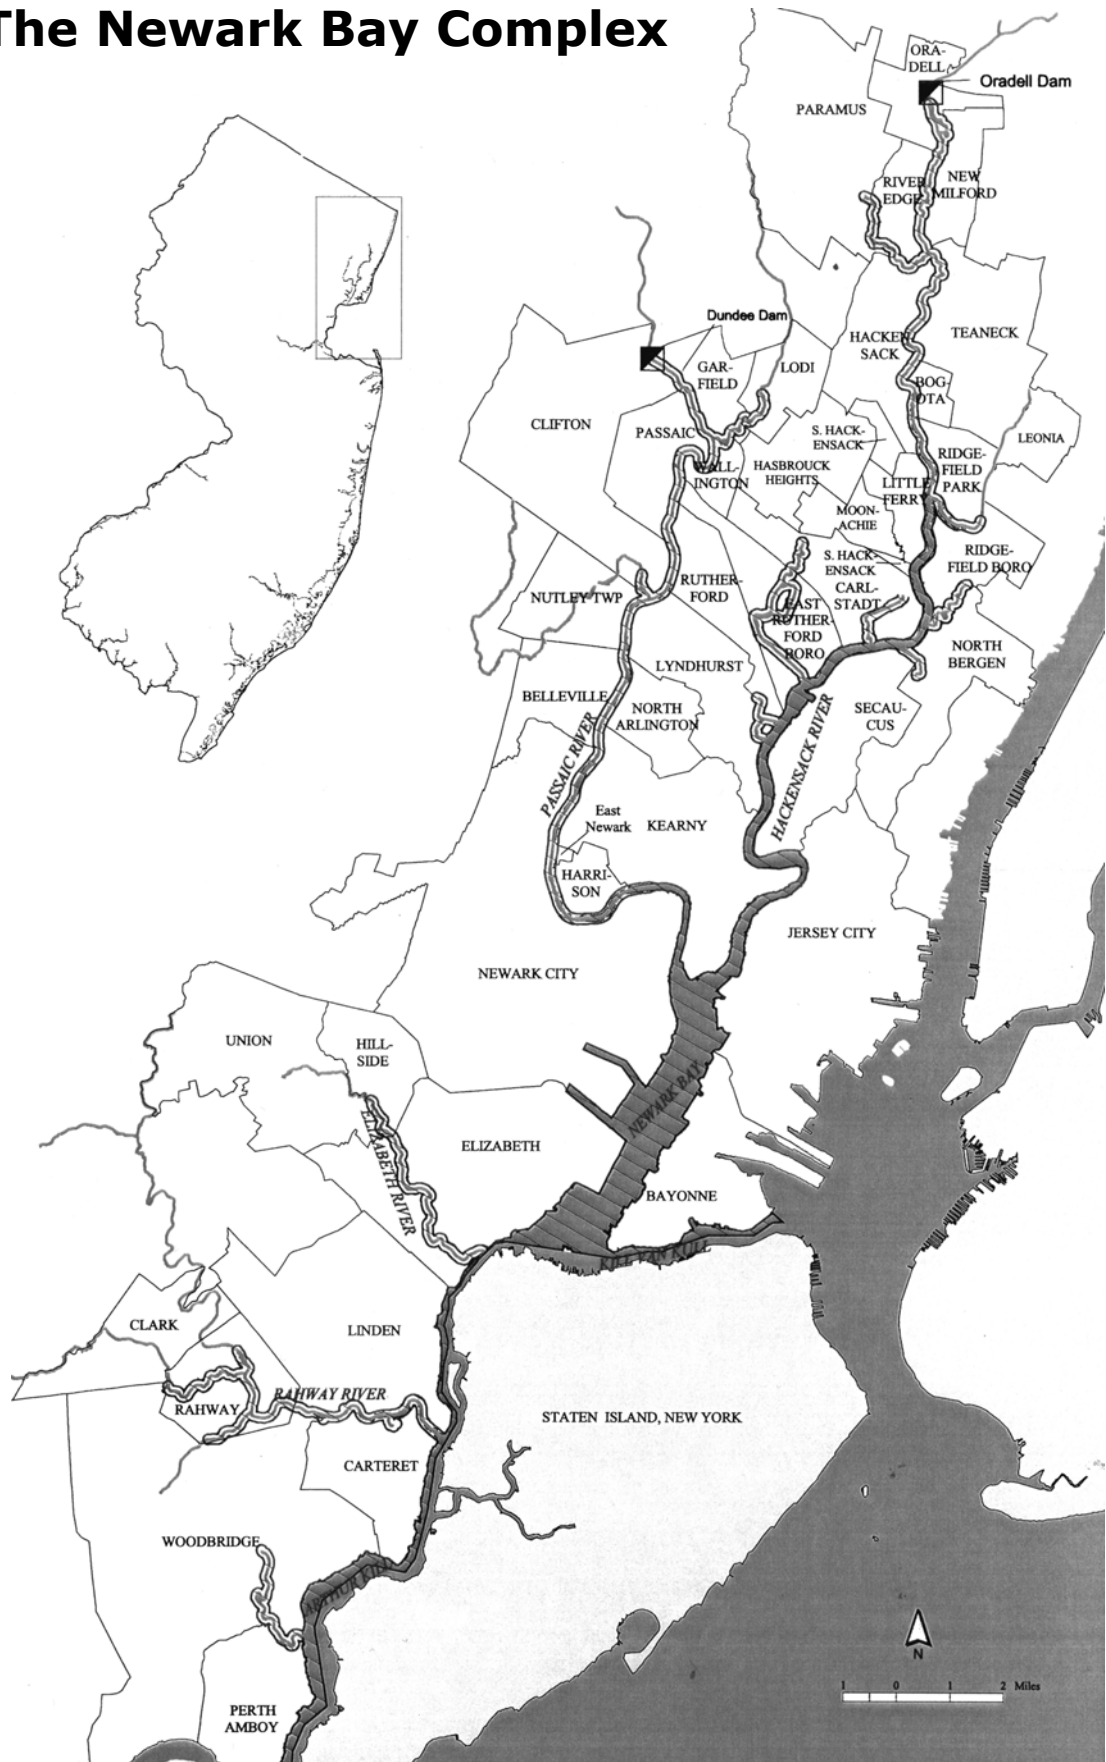 The Newark Bay Complex
ORA-
DELL
Oradell Dam
PARAMUS
RIVER
EDGE
NEW
MILFORD
Dundee Dam
HACKEN
SACK
TEANECK
GAR-
FIELD
LODI
BOG-
OTA
CLIFTON
PASSAIC
S. HACK-
ENSACK
LEONIA
WALL-
INGTON
HASBROUCK
HEIGHTS
RIDGE-
FIELD
PARK
LITTLE
FERRY
MOON-
ACHIE
RIDGE-
FIELD BORO
S. HACK-
ENSACK
CARL-
STADT
NUTLEY TWP
RUTHER-
FORD
EAST
RUTHER-
FORD
BORO
NORTH
BERGEN
LYNDHURST
BELLEVILLE
NORTH
ARLINGTON
SECAU-
CUS
PASSAIC RIVER
HACKENSACK RIVER
East
Newark
KEARNY
HARRI-
SON
JERSEY CITY
NEWARK CITY
UNION
HILL-
SIDE
NEWARK BAY
ELIZABETH RIVER
ELIZABETH
BAYONNE
KILL VAN KULL
CLARK
LINDEN
RAHWAY RIVER
RAHWAY
STATEN ISLAND, NEW YORK
CARTERET
WOODBRIDGE
ARTHUR KILL
PERTH
AMBOY
N
1 0 1 2 Miles